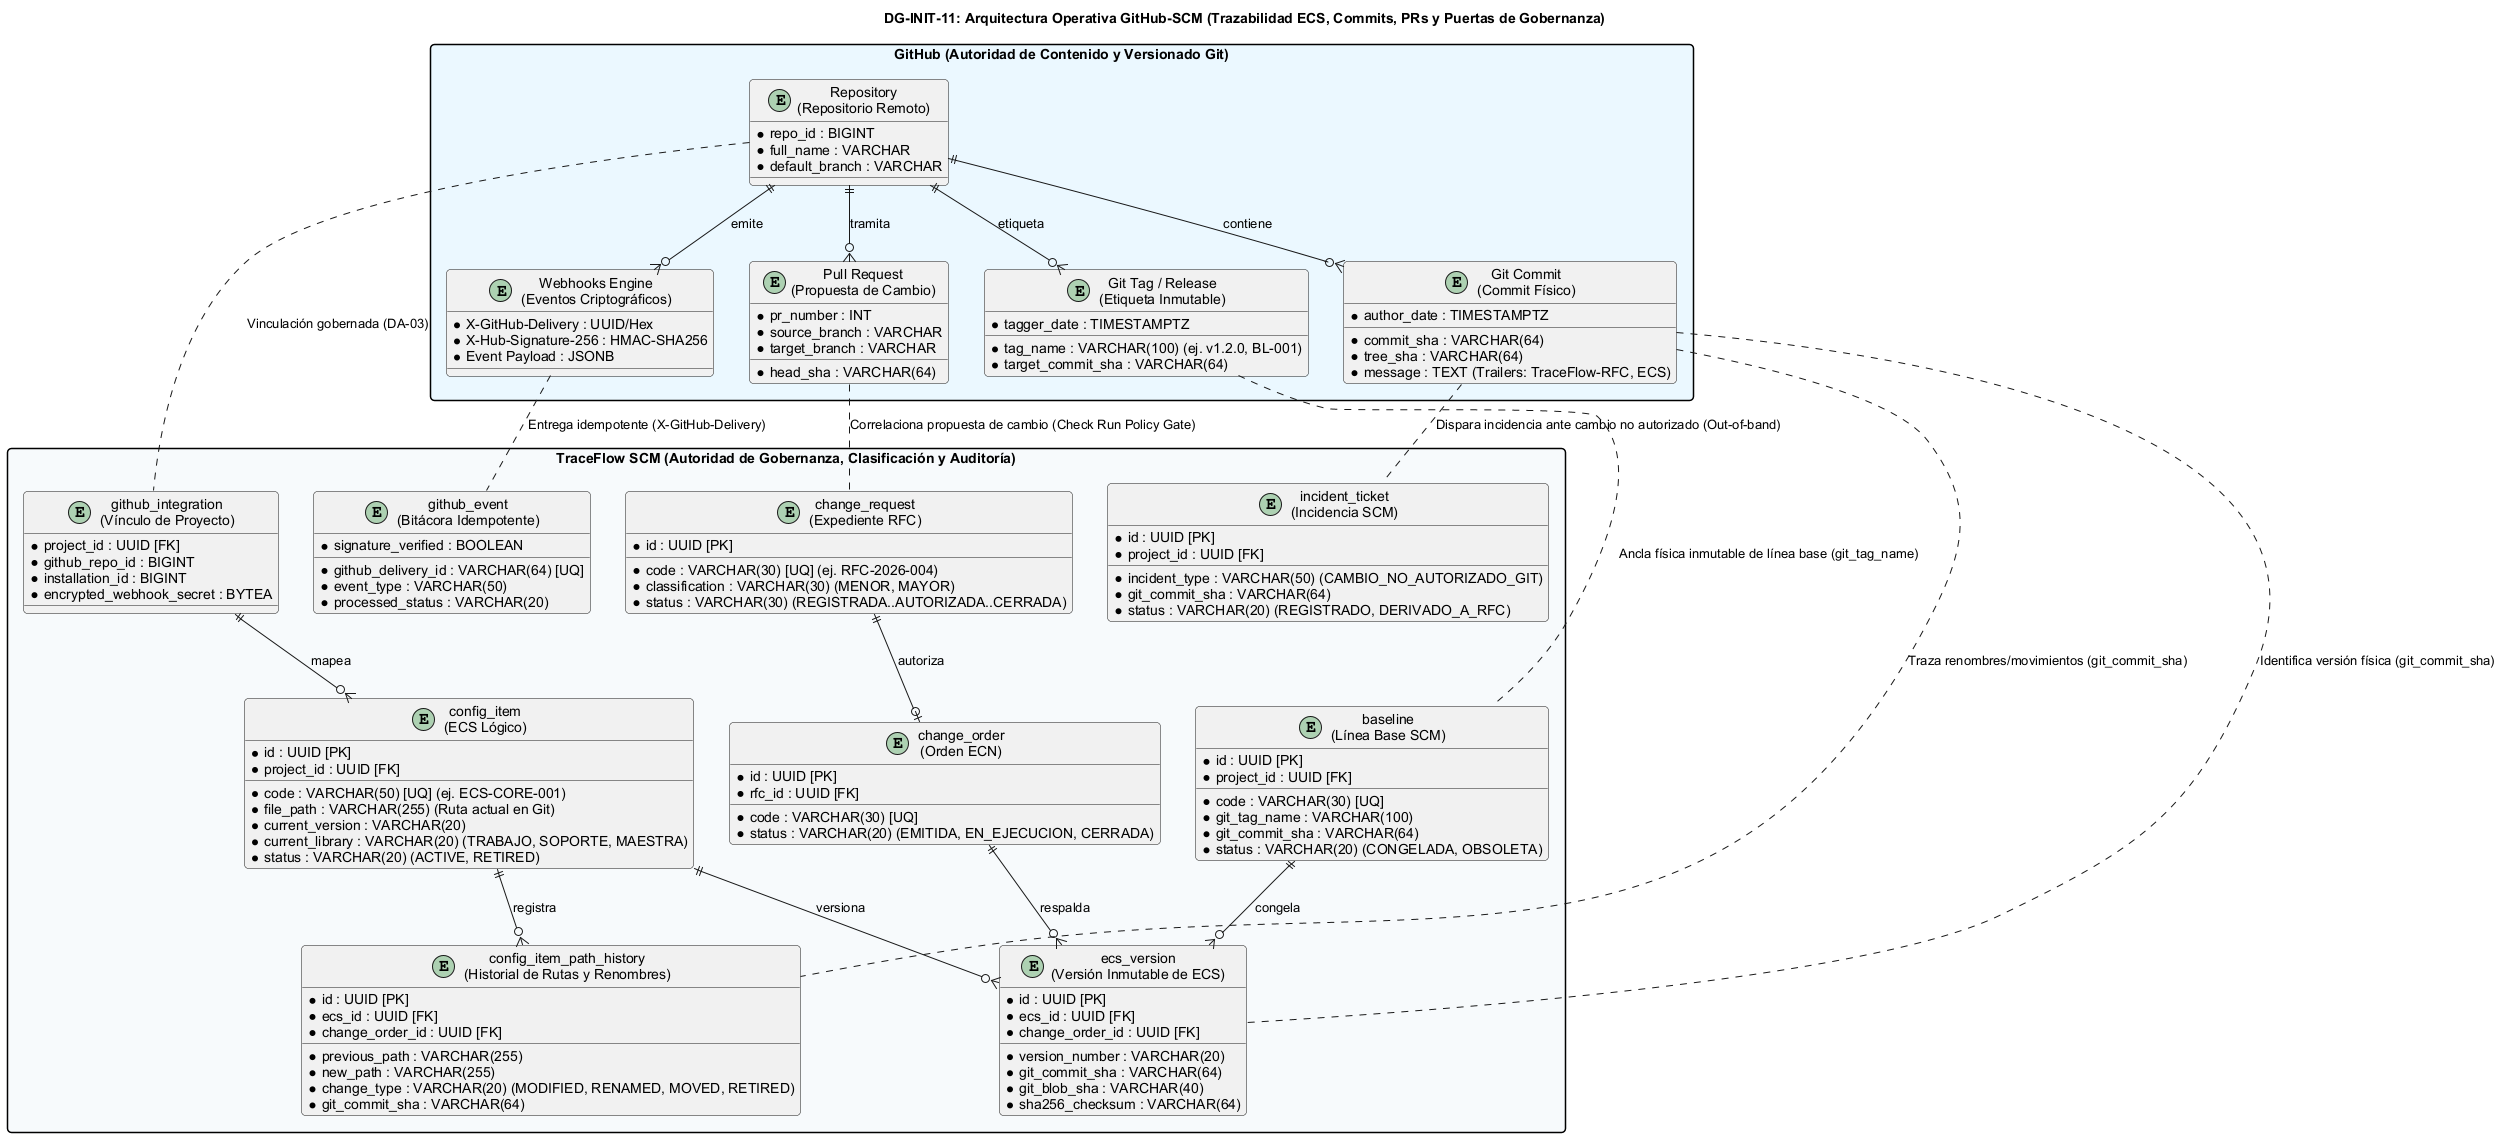 DG-INIT-11: Arquitectura Operativa GitHub-SCM (Trazabilidad ECS, Commits, PRs y Puertas de Gobernanza)
GitHub (Autoridad de Contenido y Versionado Git)
E
Repository
(Repositorio Remoto)
repo_id : BIGINT
full_name : VARCHAR
default_branch : VARCHAR
emite
tramita
etiqueta
contiene
E
Webhooks Engine
(Eventos Criptográficos)
X-GitHub-Delivery : UUID/Hex
X-Hub-Signature-256 : HMAC-SHA256
Event Payload : JSONB
E
Pull Request
(Propuesta de Cambio)
pr_number : INT
source_branch : VARCHAR
target_branch : VARCHAR
head_sha : VARCHAR(64)
E
Git Tag / Release
(Etiqueta Inmutable)
tagger_date : TIMESTAMPTZ
tag_name : VARCHAR(100) (ej. v1.2.0, BL-001)
target_commit_sha : VARCHAR(64)
E
Git Commit
(Commit Físico)
author_date : TIMESTAMPTZ
commit_sha : VARCHAR(64)
tree_sha : VARCHAR(64)
message : TEXT (Trailers: TraceFlow-RFC, ECS)
Vinculación gobernada (DA-03)
Entrega idempotente (X-GitHub-Delivery)
Correlaciona propuesta de cambio (Check Run Policy Gate)
Dispara incidencia ante cambio no autorizado (Out-of-band)
TraceFlow SCM (Autoridad de Gobernanza, Clasificación y Auditoría)
E
github_integration
(Vínculo de Proyecto)
project_id : UUID [FK]
github_repo_id : BIGINT
installation_id : BIGINT
encrypted_webhook_secret : BYTEA
E
github_event
(Bitácora Idempotente)
signature_verified : BOOLEAN
github_delivery_id : VARCHAR(64) [UQ]
event_type : VARCHAR(50)
processed_status : VARCHAR(20)
E
change_request
(Expediente RFC)
id : UUID [PK]
code : VARCHAR(30) [UQ] (ej. RFC-2026-004)
classification : VARCHAR(30) (MENOR, MAYOR)
status : VARCHAR(30) (REGISTRADA..AUTORIZADA..CERRADA)
E
incident_ticket
(Incidencia SCM)
id : UUID [PK]
project_id : UUID [FK]
incident_type : VARCHAR(50) (CAMBIO_NO_AUTORIZADO_GIT)
git_commit_sha : VARCHAR(64)
status : VARCHAR(20) (REGISTRADO, DERIVADO_A_RFC)
Ancla física inmutable de línea base (git_tag_name)
mapea
autoriza
Traza renombres/movimientos (git_commit_sha)
Identifica versión física (git_commit_sha)
E
config_item
(ECS Lógico)
id : UUID [PK]
project_id : UUID [FK]
code : VARCHAR(50) [UQ] (ej. ECS-CORE-001)
file_path : VARCHAR(255) (Ruta actual en Git)
current_version : VARCHAR(20)
current_library : VARCHAR(20) (TRABAJO, SOPORTE, MAESTRA)
status : VARCHAR(20) (ACTIVE, RETIRED)
E
change_order
(Orden ECN)
id : UUID [PK]
rfc_id : UUID [FK]
code : VARCHAR(30) [UQ]
status : VARCHAR(20) (EMITIDA, EN_EJECUCION, CERRADA)
E
baseline
(Línea Base SCM)
id : UUID [PK]
project_id : UUID [FK]
code : VARCHAR(30) [UQ]
git_tag_name : VARCHAR(100)
git_commit_sha : VARCHAR(64)
status : VARCHAR(20) (CONGELADA, OBSOLETA)
registra
versiona
respalda
congela
E
config_item_path_history
(Historial de Rutas y Renombres)
id : UUID [PK]
ecs_id : UUID [FK]
change_order_id : UUID [FK]
previous_path : VARCHAR(255)
new_path : VARCHAR(255)
change_type : VARCHAR(20) (MODIFIED, RENAMED, MOVED, RETIRED)
git_commit_sha : VARCHAR(64)
E
ecs_version
(Versión Inmutable de ECS)
id : UUID [PK]
ecs_id : UUID [FK]
change_order_id : UUID [FK]
version_number : VARCHAR(20)
git_commit_sha : VARCHAR(64)
git_blob_sha : VARCHAR(40)
sha256_checksum : VARCHAR(64)